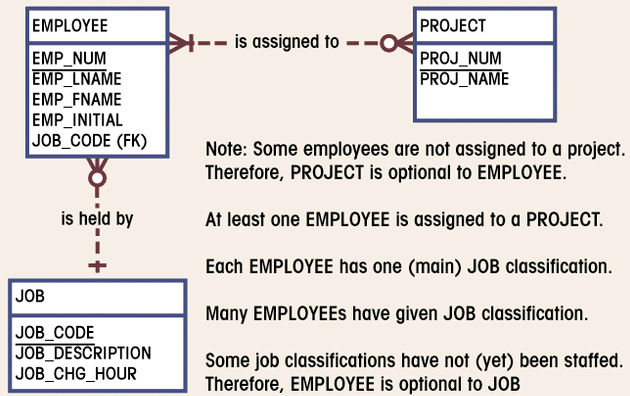 EMPLOYEE
EMP_NUM
EMP_LNAME
EMP_FNAME
EMP_INITIAL
JOB_CODE (FK)
is assigned to
PROJECT
PROJ_NUM
PROJ_NAME
Note: Some employees are not assigned to a project.
Therefore, PROJECT is optional to EMPLOYEE.
is held by
At least one EMPLOYEE is assigned to a PROJECT.
Each EMPLOYEE has one (main) JOB classification.
JOB
JOB_CODE
JOB_DESCRIPTION
JOB_CHG_HOUR
Many EMPLOYEEs have given JOB classification.
Some job classifications have not (yet) been staffed.
Therefore, EMPLOYEE is optional to JOB